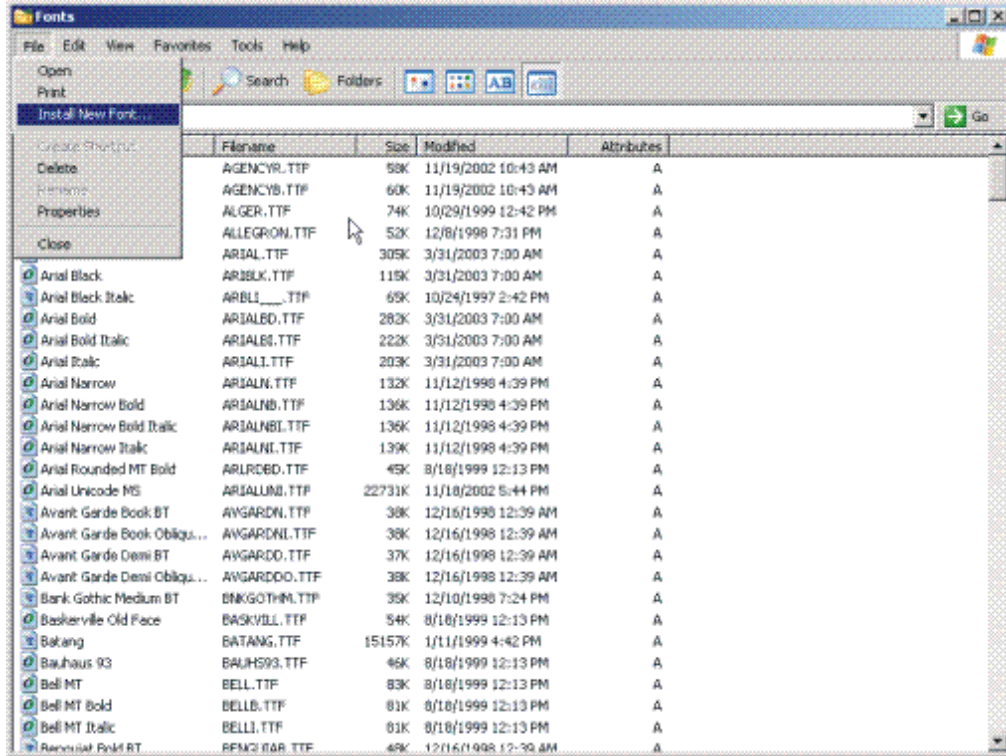 Fonts
File Edit View Favorites Tools Help
Open
Print
Install New Font...
Create Shortcut
Delete
Rename
Properties
Close
Search Folders
Go
Filename Size Modified Attributes
AGENCYR.TTF 58K 11/19/2002 10:43 AM A
AGENCYB.TTF 60K 11/19/2002 10:43 AM A
ALGER.TTF 74K 10/29/1999 12:42 PM A
ALLEGRON.TTF 52K 12/8/1998 7:31 PM A
ARIAL.TTF 305K 3/31/2003 7:00 AM A
Arial Black ARIBLK.TTF 115K 3/31/2003 7:00 AM A
Arial Black Italic ARBLI___.TTF 65K 10/24/1997 2:42 PM A
Arial Bold ARIALBD.TTF 282K 3/31/2003 7:00 AM A
Arial Bold Italic ARIALBI.TTF 222K 3/31/2003 7:00 AM A
Arial Italic ARIALI.TTF 203K 3/31/2003 7:00 AM A
Arial Narrow ARIALN.TTF 132K 11/12/1998 4:39 PM A
Arial Narrow Bold ARIALNB.TTF 136K 11/12/1998 4:39 PM A
Arial Narrow Bold Italic ARIALNBI.TTF 136K 11/12/1998 4:39 PM A
Arial Narrow Italic ARIALNI.TTF 139K 11/12/1998 4:39 PM A
Arial Rounded MT Bold ARLRDBD.TTF 45K 8/18/1999 12:13 PM A
Arial Unicode MS ARIALUNI.TTF 22731K 11/18/2002 5:44 PM A
Avant Garde Book BT AVGARDN.TTF 38K 12/16/1998 12:39 AM A
Avant Garde Book Obliqu... AVGARDNI.TTF 38K 12/16/1998 12:39 AM A
Avant Garde Demi BT AVGARDD.TTF 37K 12/16/1998 12:39 AM A
Avant Garde Demi Obliqu... AVGARDDO.TTF 38K 12/16/1998 12:39 AM A
Bank Gothic Medium BT BNKGOTHM.TTF 35K 12/10/1998 7:24 PM A
Baskerville Old Face BASKVILL.TTF 54K 8/18/1999 12:13 PM A
Batang BATANG.TTF 15157K 1/11/1999 4:42 PM A
Bauhaus 93 BAUHS93.TTF 46K 8/18/1999 12:13 PM A
Bell MT BELL.TTF 83K 8/18/1999 12:13 PM A
Bell MT Bold BELLB.TTF 81K 8/18/1999 12:13 PM A
Bell MT Italic BELLI.TTF 81K 8/18/1999 12:13 PM A
Benguiat Bold BT 48K 12/16/1998 12:39 AM A